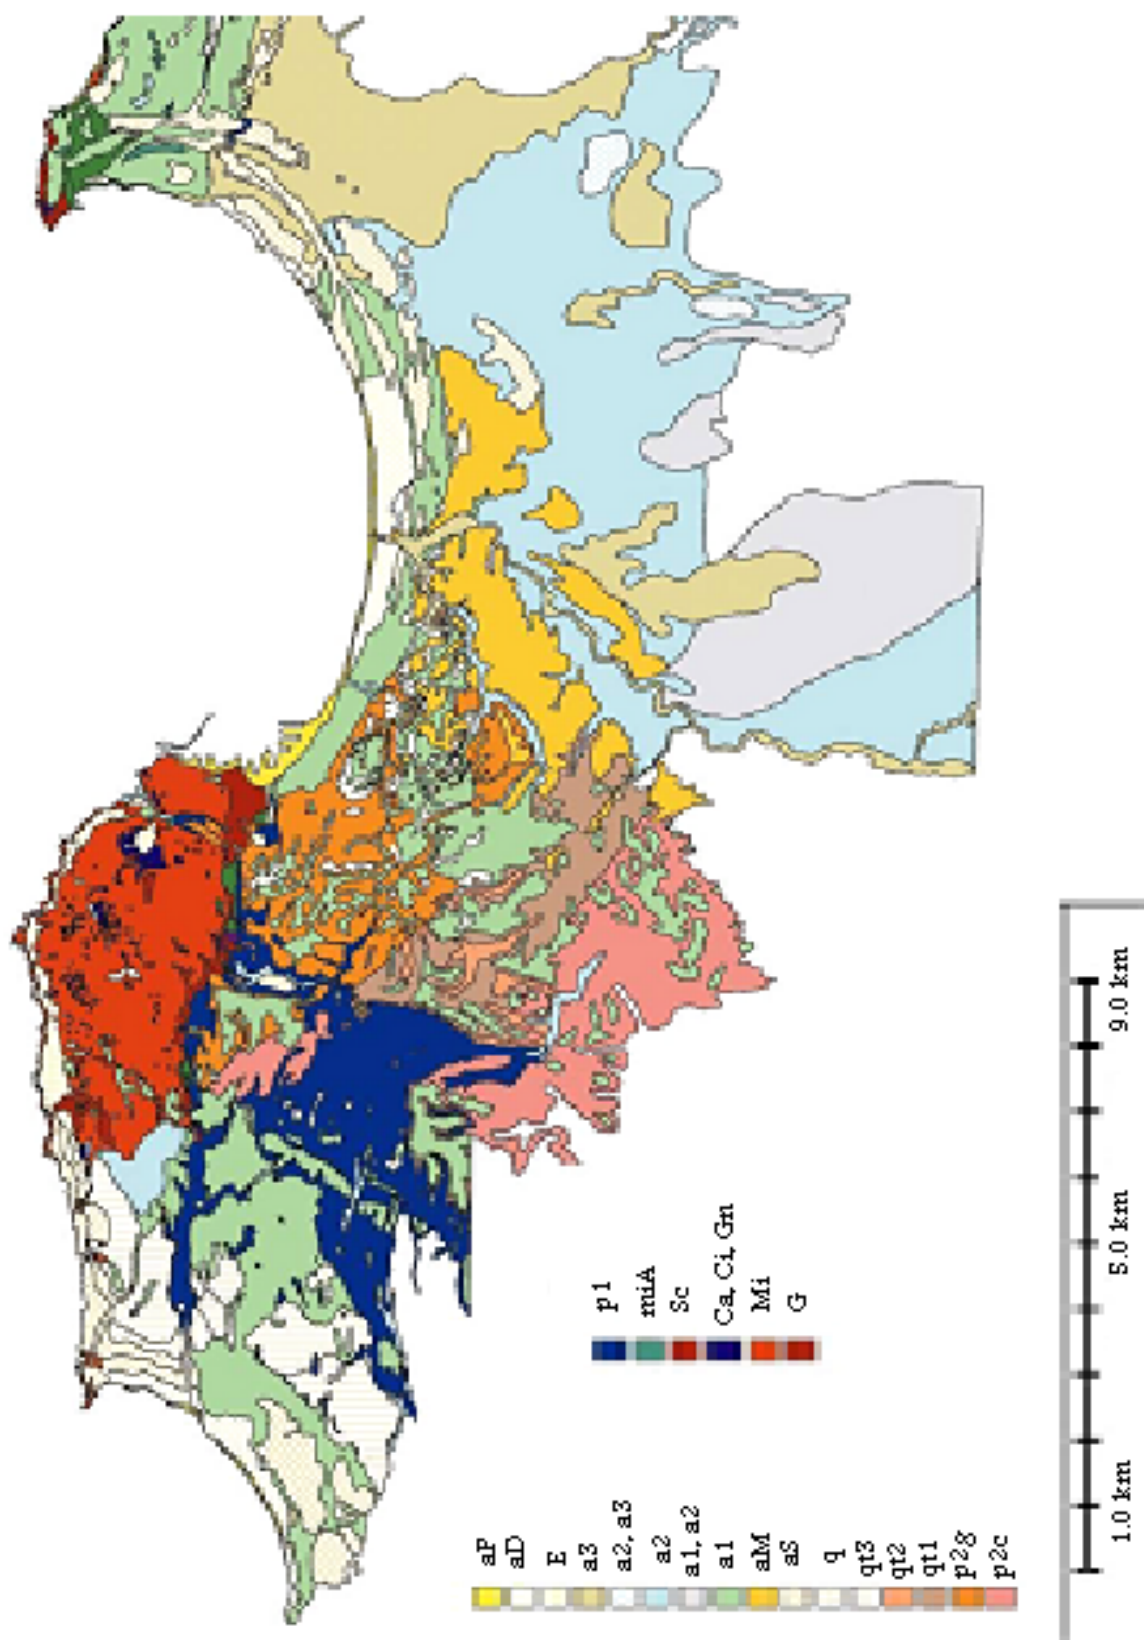 aP
aD
E
a3
a2, a3
a2
a1, a2
a1
aM
aS
q
qt3
qt2
qt1
p2g
p2c
p1
miA
Sc
Ca, Ci, Gn
Mi
G
1.0 km
5.0 km
9.0 km